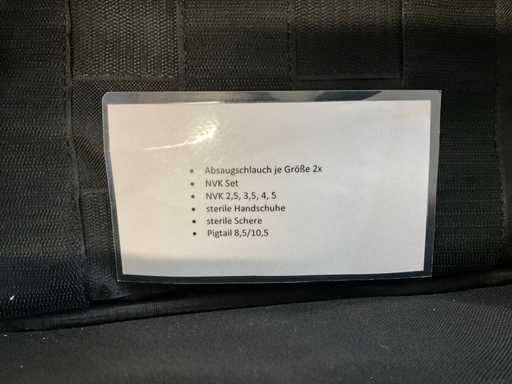 • Absaugschlauch je Größe 2x
• NVK Set
• NVK 2,5, 3,5, 4, 5
• sterile Handschuhe
• sterile Schere
• Pigtail 8,5/10,5